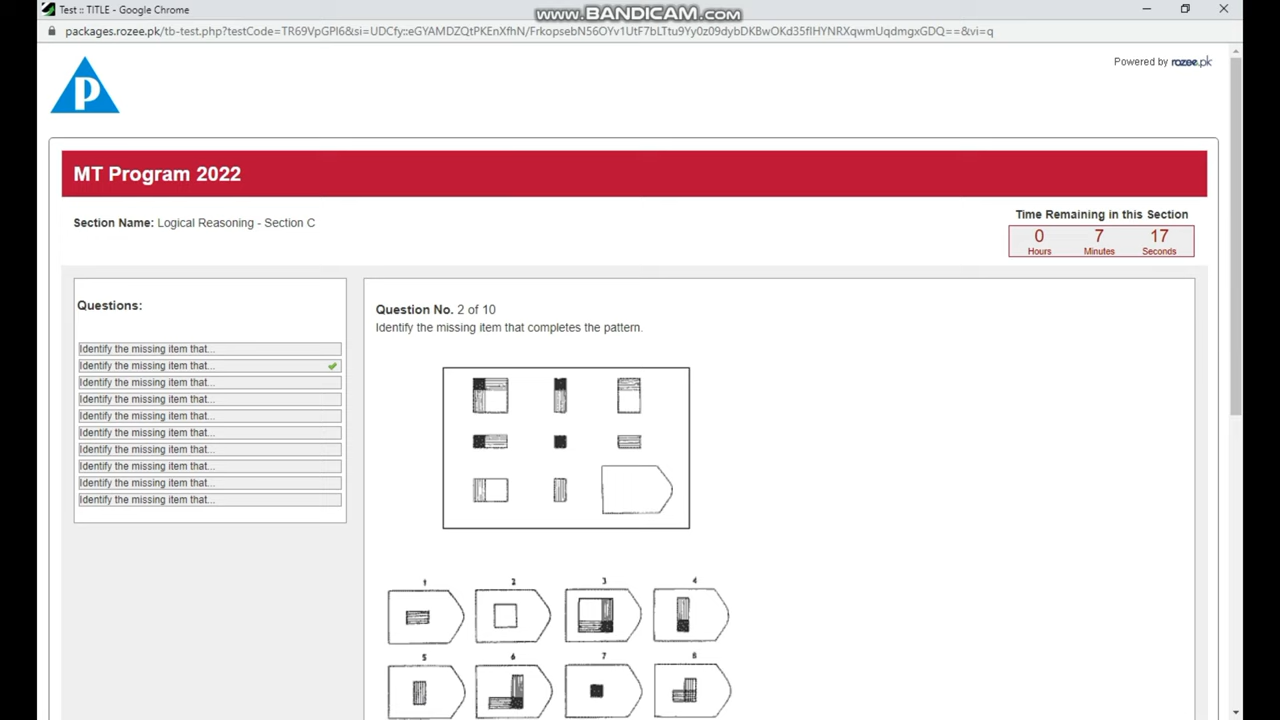 Test :: TITLE - Google Chrome
www.BANDICAM.com
packages.rozee.pk/tb-test.php?testCode=TR69VpGPI6&si=UDCfy::eGYAMDZQtPKEnXfhN/FrkopsebN56OYv1UtF7bLTtu9Yy0z09dybDKBwOKd35fIHYNRXqwmUqdmgxGDQ==&vi=q
P
Powered by rozee.pk
MT Program 2022
Section Name: Logical Reasoning - Section C
Time Remaining in this Section
0 7 17
Hours Minutes Seconds
Questions:
Identify the missing item that...
Identify the missing item that...
Identify the missing item that...
Identify the missing item that...
Identify the missing item that...
Identify the missing item that...
Identify the missing item that...
Identify the missing item that...
Identify the missing item that...
Identify the missing item that...
Question No. 2 of 10
Identify the missing item that completes the pattern.
1 2 3 4
5 6 7 8